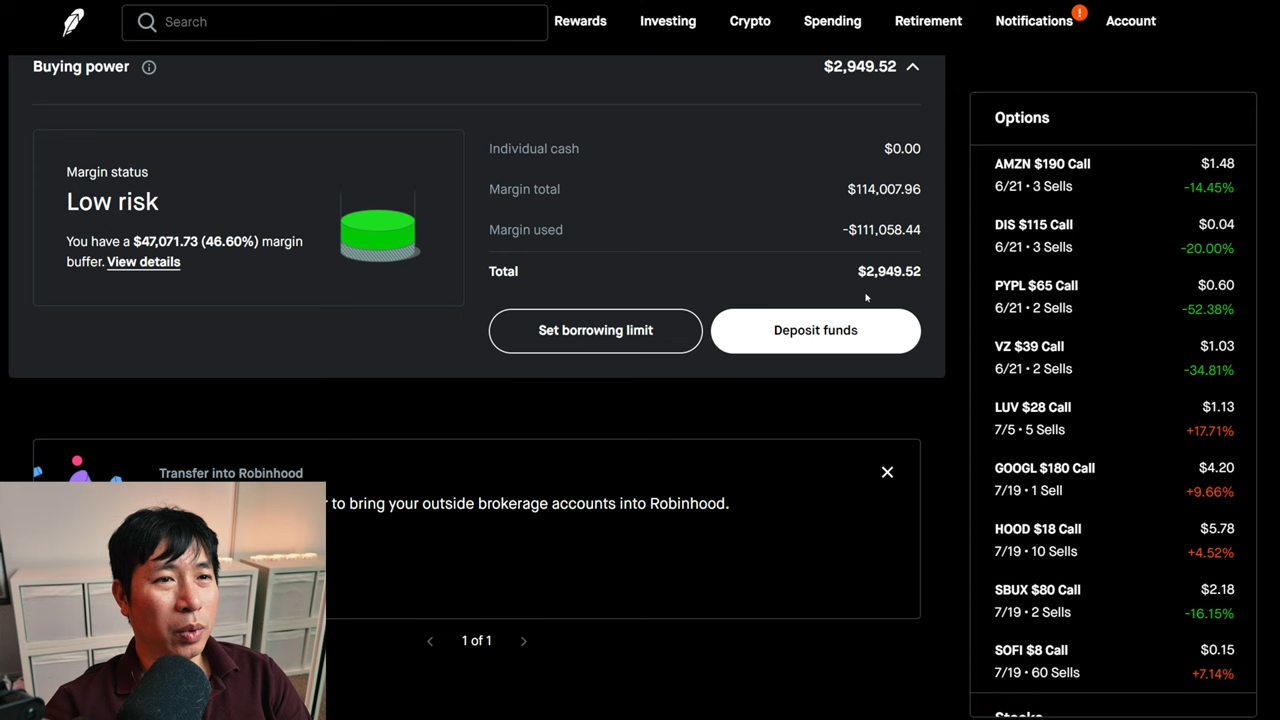 Search
Rewards
Investing
Crypto
Spending
Retirement
Notifications
!
Account
Buying power
$2,949.52
Margin status
Low risk
You have a $47,071.73 (46.60%) margin
buffer. View details
Individual cash
$0.00
Margin total
$114,007.96
Margin used
-$111,058.44
Total
$2,949.52
Set borrowing limit
Deposit funds
Transfer into Robinhood
to bring your outside brokerage accounts into Robinhood.
1 of 1
Options
AMZN $190 Call
$1.48
6/21 • 3 Sells
-14.45%
DIS $115 Call
$0.04
6/21 • 3 Sells
-20.00%
PYPL $65 Call
$0.60
6/21 • 2 Sells
-52.38%
VZ $39 Call
$1.03
6/21 • 2 Sells
-34.81%
LUV $28 Call
$1.13
7/5 • 5 Sells
+17.71%
GOOGL $180 Call
$4.20
7/19 • 1 Sell
+9.66%
HOOD $18 Call
$5.78
7/19 • 10 Sells
+4.52%
SBUX $80 Call
$2.18
7/19 • 2 Sells
-16.15%
SOFI $8 Call
$0.15
7/19 • 60 Sells
+7.14%